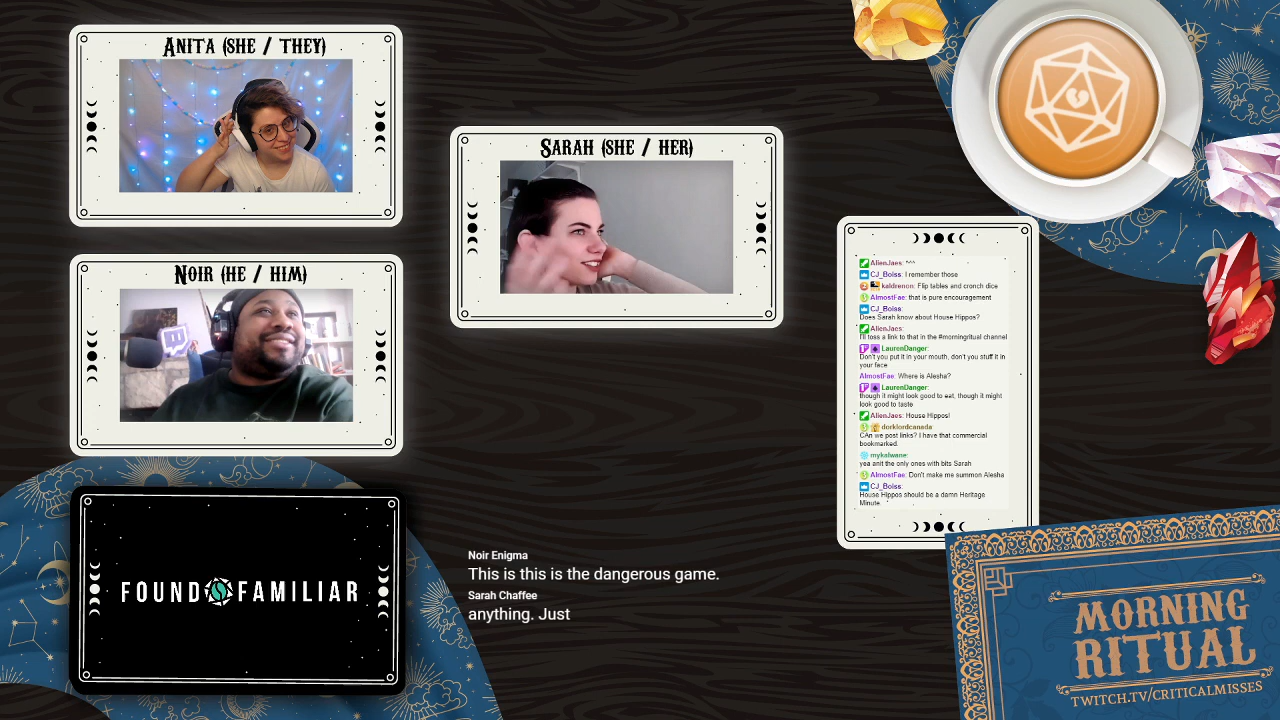 ANITA (SHE / THEY)
SARAH (SHE / HER)
NOIR (HE / HIM)
FOUND FAMILIAR
Noir Enigma
This is this is the dangerous game.
Sarah Chaffee
anything. Just
AlienJaes: ^^^
CJ_Boiss: I remember those
kaldrenon: Flip tables and cronch dice
AlmostFae: that is pure encouragement
CJ_Boiss:
Does Sarah know about House Hippos?
AlienJaes:
I'll toss a link to that in the #morningritual channel
LaurenDanger:
Don't you put it in your mouth, don't you stuff it in
your fece
AlmostFae: Where is Alesha?
LaurenDanger:
though it might look good to eat, though it might
look good to taste
AlienJaes: House Hippos!
dorklordcanada:
CAn we post links? I have that commercial
bookmarked.
mykalwane:
yea anit the only ones with bits Sarah
AlmostFae: Don't make me summon Alesha
CJ_Boiss:
House Hippos should be a damn Heritage
Minute.
MORNING
RITUAL
TWITCH.TV/CRITICALMISSES